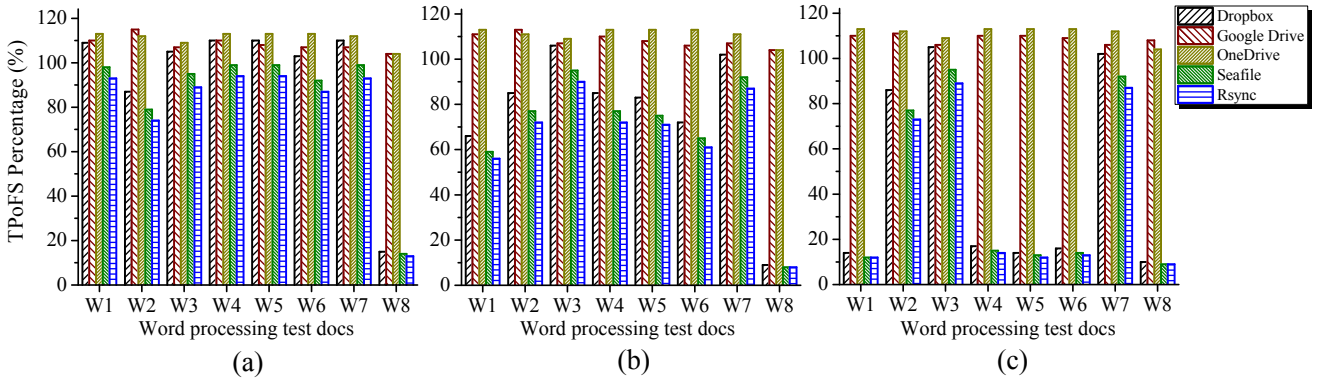 TPoFS Percentage (%)
120
100
80
60
40
20
0
W1 W2 W3 W4 W5 W6 W7 W8
Word processing test docs
(a)
120
100
80
60
40
20
0
W1 W2 W3 W4 W5 W6 W7 W8
Word processing test docs
(b)
120
100
80
60
40
20
0
W1 W2 W3 W4 W5 W6 W7 W8
Word processing test docs
(c)
Dropbox
Google Drive
OneDrive
Seafile
Rsync